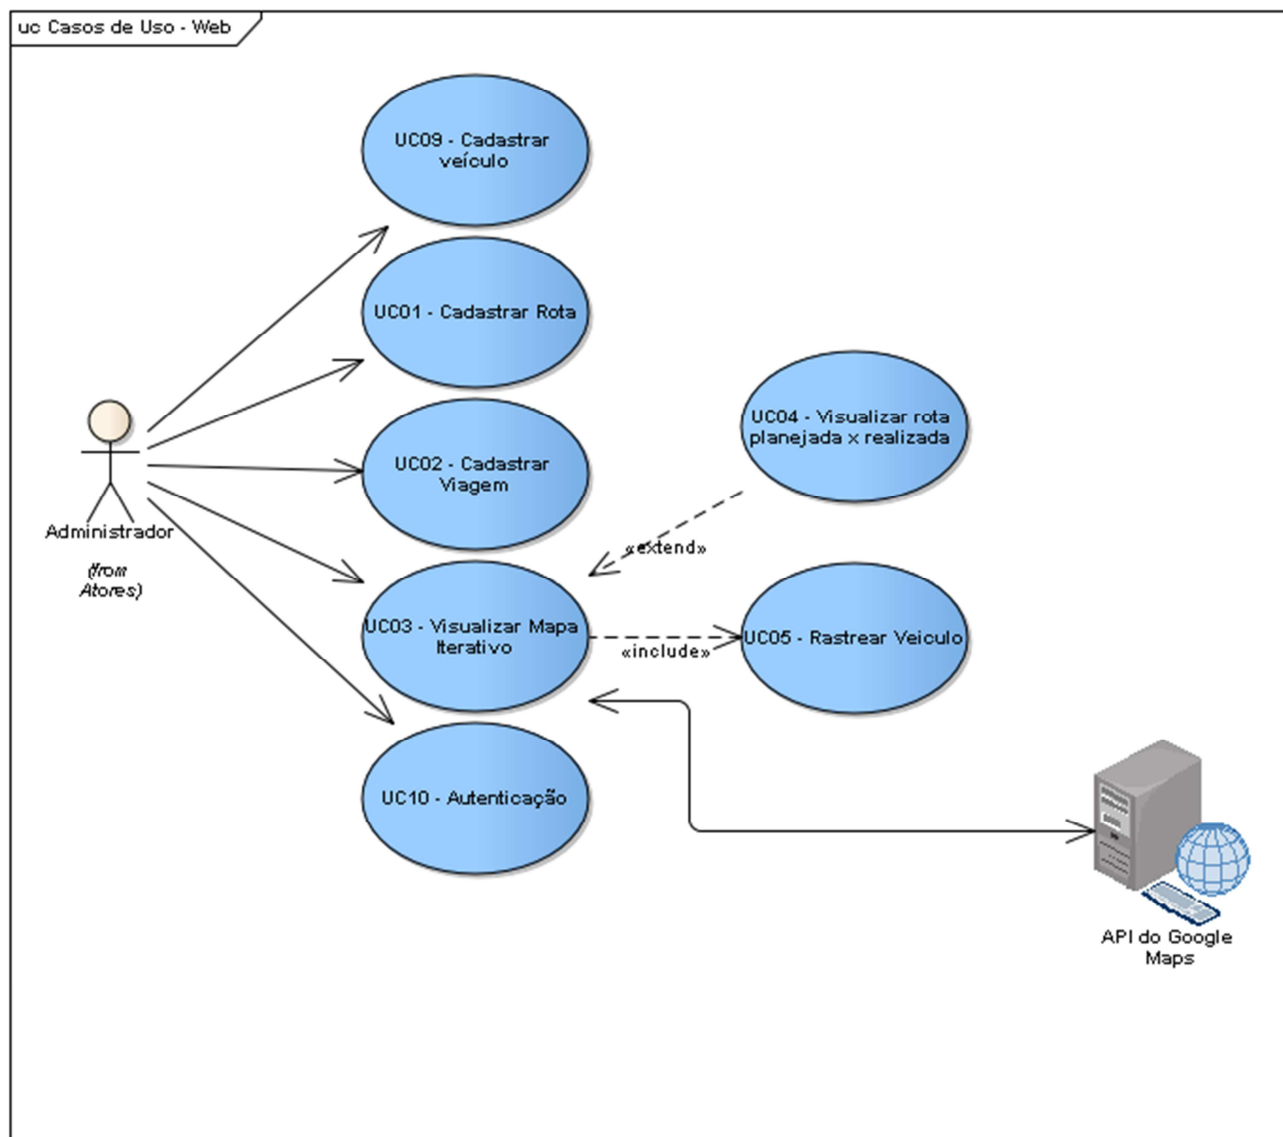 uc Casos de Uso - Web
UC09 - Cadastrar
veículo
UC01 - Cadastrar Rota
UC04 - Visualizar rota
planejada x realizada
UC02 - Cadastrar
Viagem
Administrador
(from
Atores)
«extend»
UC03 - Visualizar Mapa
Iterativo
«include»
UC05 - Rastrear Veiculo
UC10 - Autenticação
API do Google
Maps